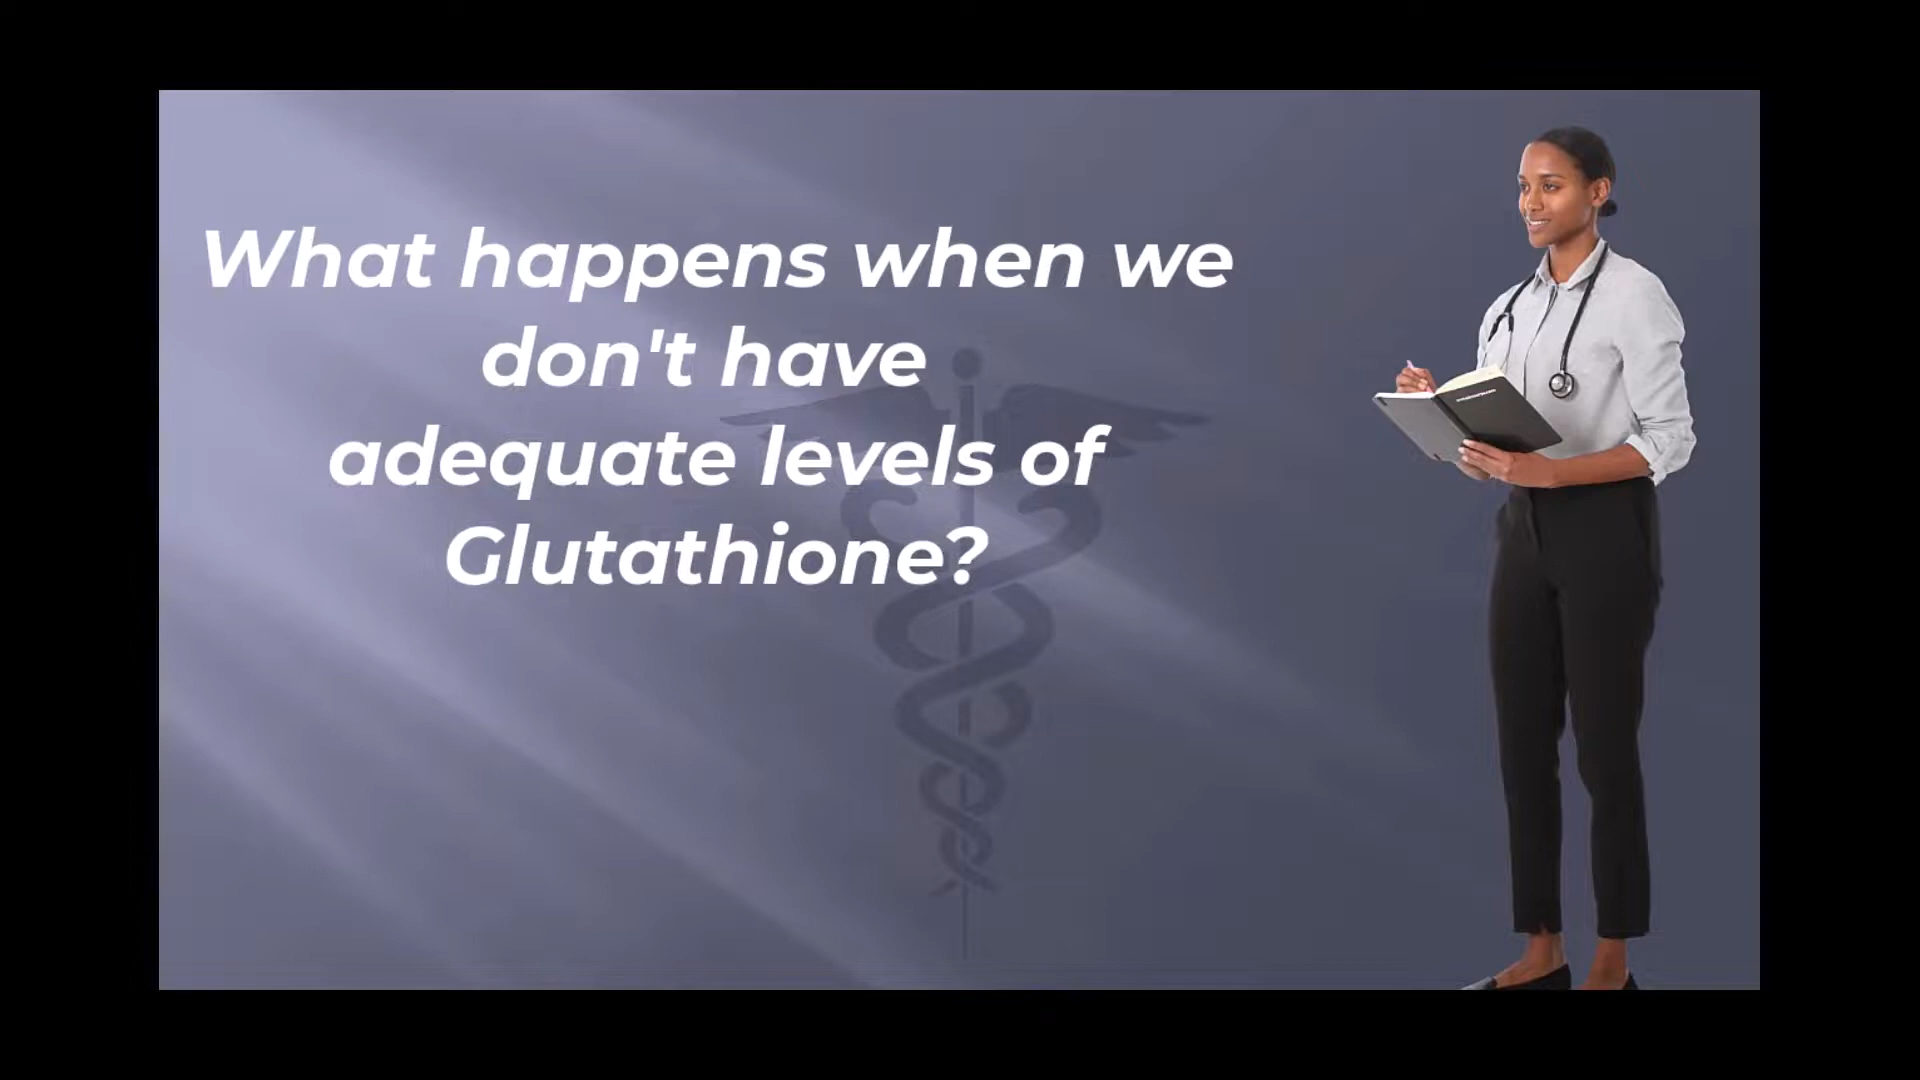 What happens when we
don't have
adequate levels of
Glutathione?